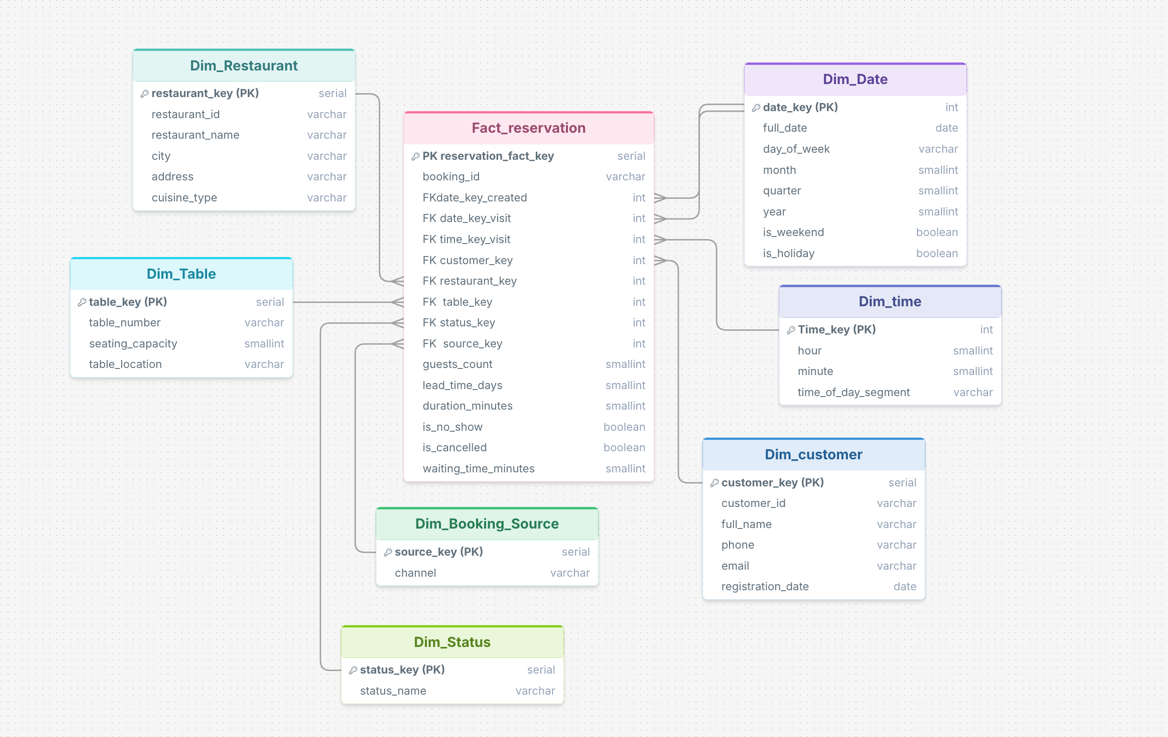 Dim_Restaurant
restaurant_key (PK) serial
restaurant_id varchar
restaurant_name varchar
city varchar
address varchar
cuisine_type varchar
Dim_Table
table_key (PK) serial
table_number varchar
seating_capacity smallint
table_location varchar
Fact_reservation
PK reservation_fact_key serial
booking_id varchar
FKdate_key_created int
FK date_key_visit int
FK time_key_visit int
FK customer_key int
FK restaurant_key int
FK table_key int
FK status_key int
FK source_key int
guests_count smallint
lead_time_days smallint
duration_minutes smallint
is_no_show boolean
is_cancelled boolean
waiting_time_minutes smallint
Dim_Date
date_key (PK) int
full_date date
day_of_week varchar
month smallint
quarter smallint
year smallint
is_weekend boolean
is_holiday boolean
Dim_time
Time_key (PK) int
hour smallint
minute smallint
time_of_day_segment varchar
Dim_customer
customer_key (PK) serial
customer_id varchar
full_name varchar
phone varchar
email varchar
registration_date date
Dim_Booking_Source
source_key (PK) serial
channel varchar
Dim_Status
status_key (PK) serial
status_name varchar